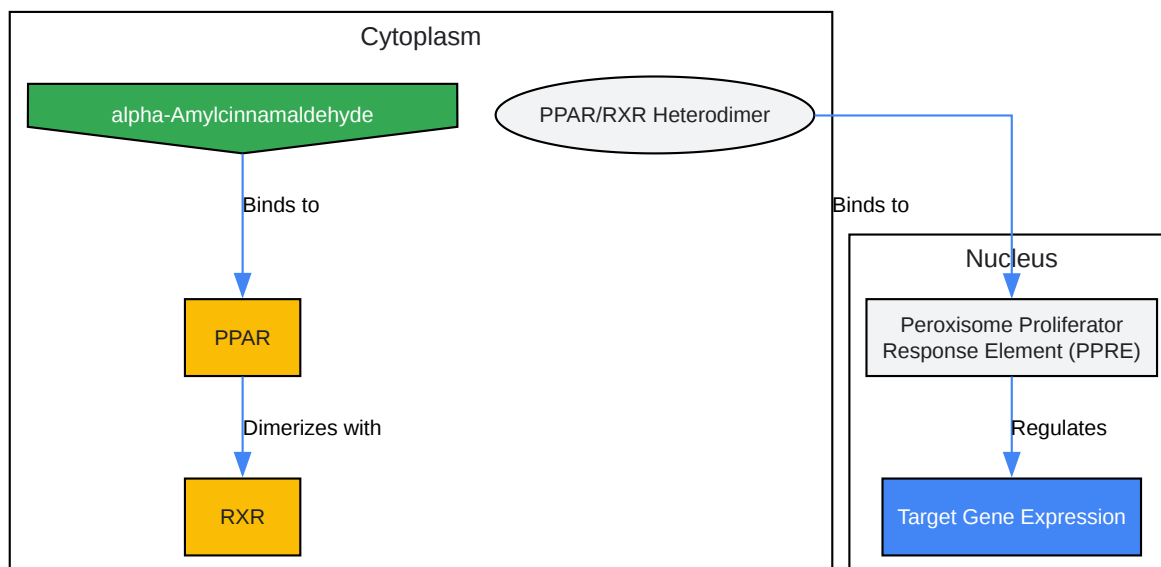 Cytoplasm
alpha-Amylcinnamaldehyde
PPAR/RXR Heterodimer
Binds to
Binds to
Nucleus
PPAR
Peroxisome Proliferator
Response Element (PPRE)
Dimerizes with
Regulates
RXR
Target Gene Expression